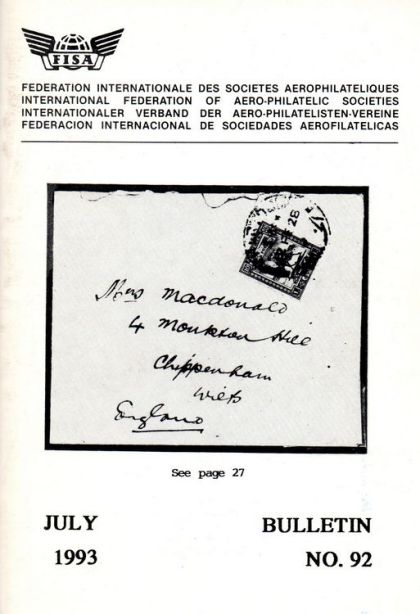 FISA
FEDERATION INTERNATIONALE DES SOCIETES AEROPHILATELIQUES
INTERNATIONAL FEDERATION OF AERO-PHILATELIC SOCIETIES
INTERNATIONALER VERBAND DER AERO-PHILATELISTEN-VEREINE
FEDERACION INTERNACIONAL DE SOCIEDADES AEROFILATELICAS
28
Mrs Macdonald
4 Monkton Hill
Chippenham
Wilts
England
See page 27
JULY
BULLETIN
1993
NO. 92